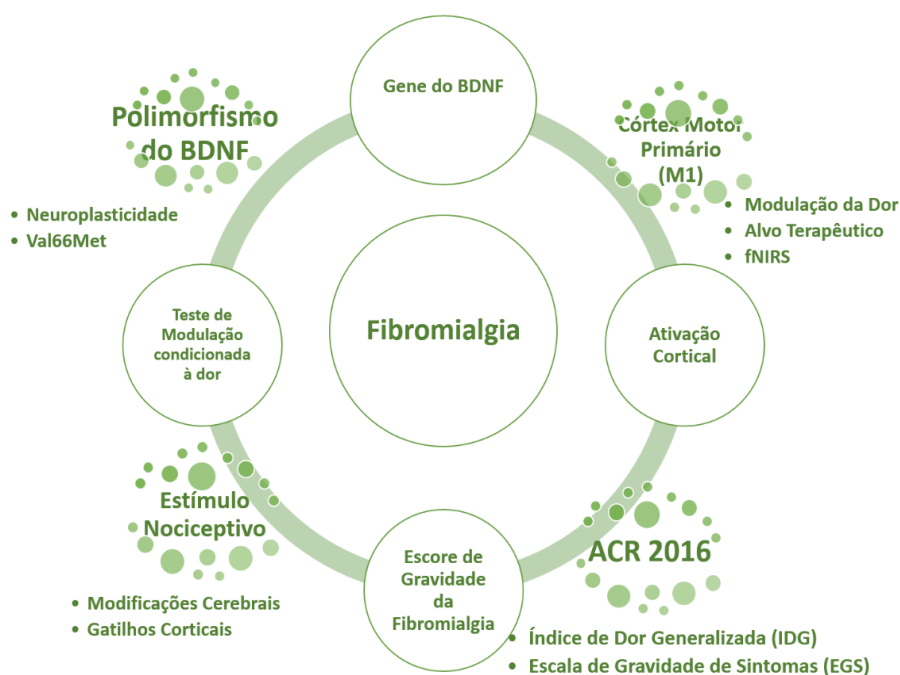 Gene do BDNF
Polimorfismo
do BDNF
• Neuroplasticidade
• Val66Met
Córtex Motor
Primário
(M1)
• Modulação da Dor
• Alvo Terapêutico
• fNIRS
Teste de
Modulação
condicionada
à dor
Fibromialgia
Ativação
Cortical
Estímulo
Nociceptivo
• Modificações Cerebrais
• Gatilhos Corticais
Escore de
Gravidade
da
Fibromialgia
ACR 2016
• Índice de Dor Generalizada (IDG)
• Escala de Gravidade de Sintomas (EGS)